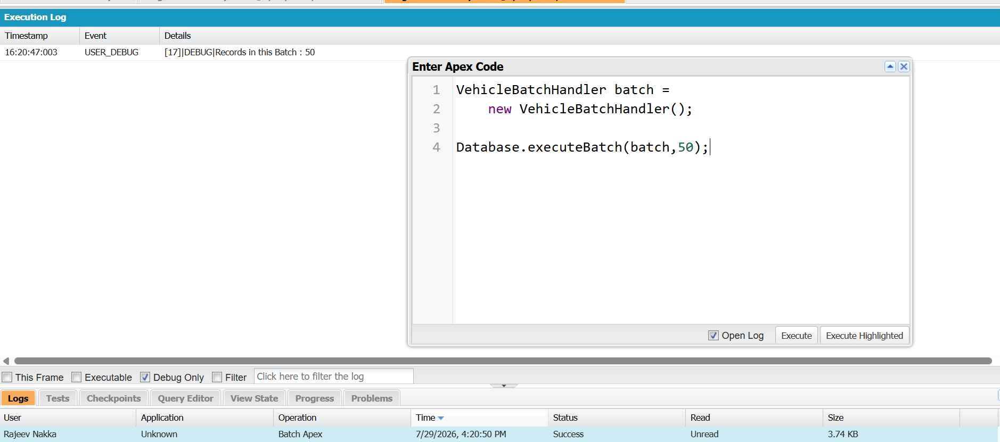 Execution Log
Timestamp Event Details
16:20:47:003 USER_DEBUG [17]|DEBUG|Records in this Batch : 50
Enter Apex Code
1 VehicleBatchHandler batch =
2 new VehicleBatchHandler();
3
4 Database.executeBatch(batch,50);
Open Log Execute Execute Highlighted
This Frame Executable Debug Only Filter Click here to filter the log
Logs Tests Checkpoints Query Editor View State Progress Problems
User Application Operation Time Status Read Size
Rajeev Nakka Unknown Batch Apex 7/29/2026, 4:20:50 PM Success Unread 3.74 KB